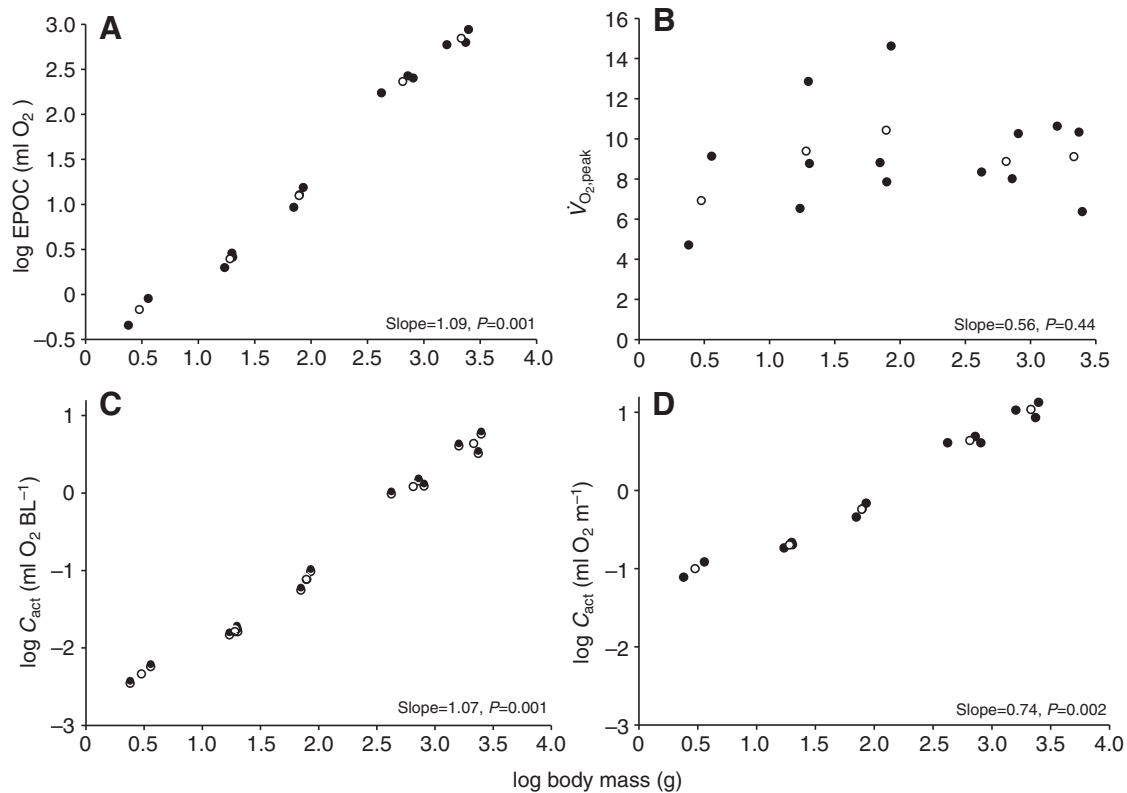 A
3.0
2.5
2.0
1.5
1.0
0.5
0
–0.5
log EPOC (ml O2 )
0 0.5 1.0 1.5 2.0 2.5 3.0 3.5 4.0
Slope=1.09, P=0.001
B
16
14
12
10
8
6
4
2
0
V̇O2,peak
0 0.5 1.0 1.5 2.0 2.5 3.0 3.5
Slope=0.56, P=0.44
C
1
0
–1
–2
–3
log Cact (ml O2 BL–1)
0 0.5 1.0 1.5 2.0 2.5 3.0 3.5 4.0
Slope=1.07, P=0.001
D
1
0
–1
–2
–3
log Cact (ml O2 m–1)
0 0.5 1.0 1.5 2.0 2.5 3.0 3.5 4.0
Slope=0.74, P=0.002
log body mass (g)